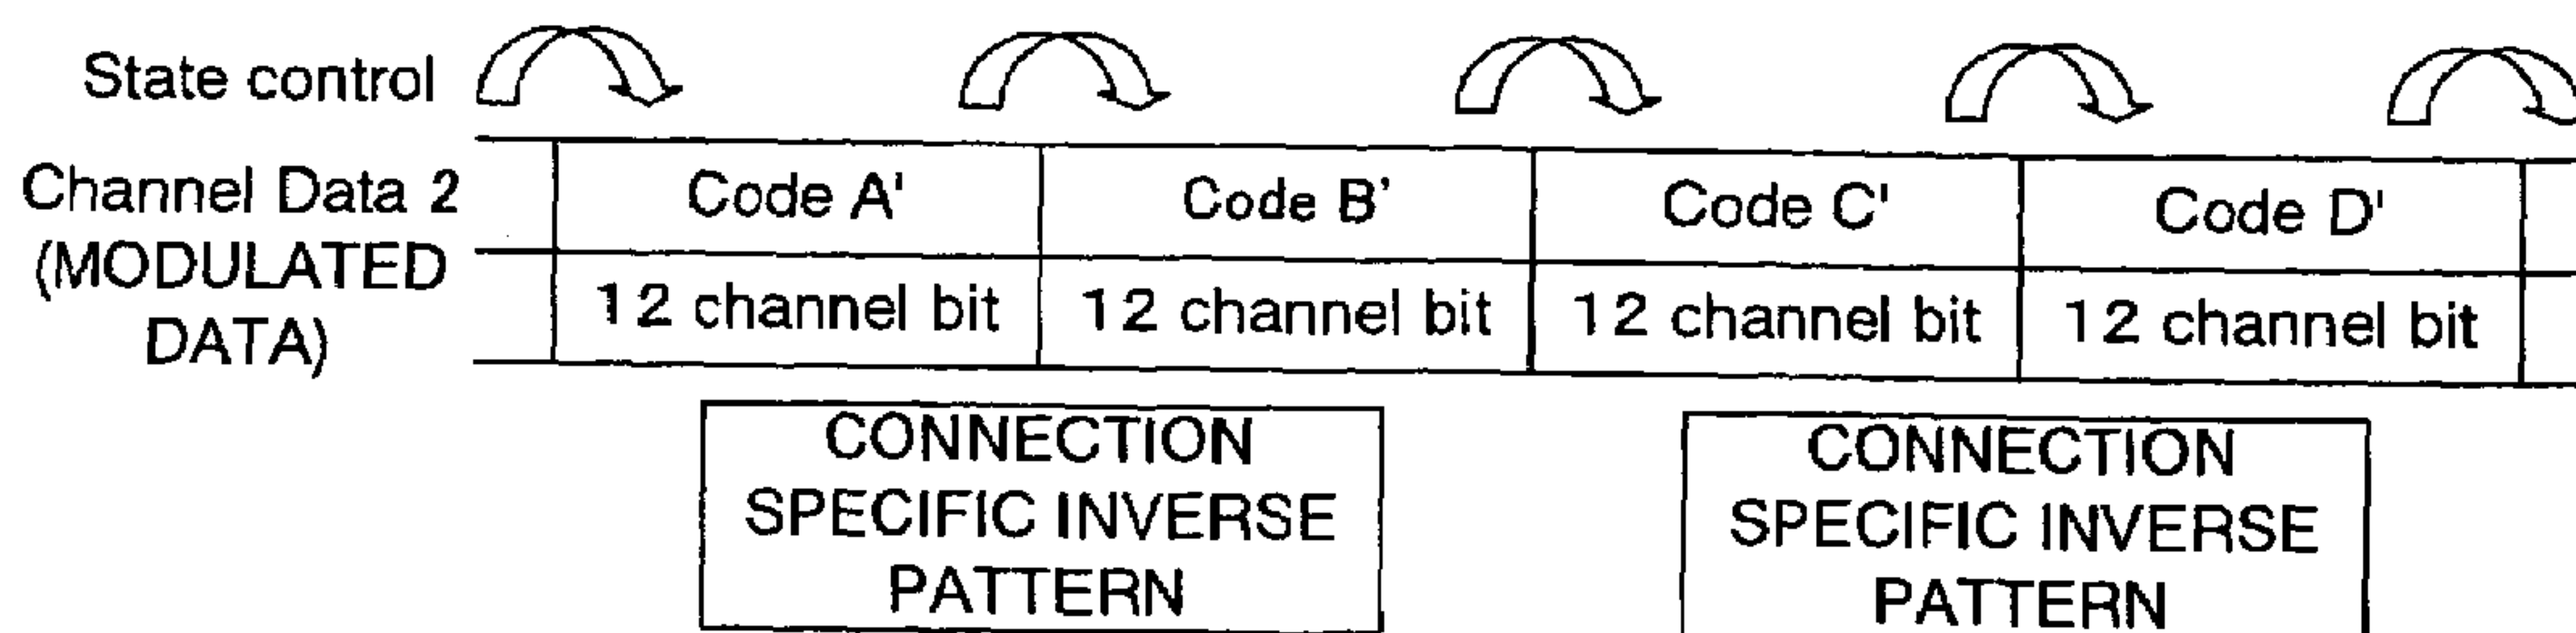 State control
Channel Data 2
(MODULATED
DATA)
Code A' Code B' Code C' Code D'
12 channel bit 12 channel bit 12 channel bit 12 channel bit
CONNECTION
SPECIFIC INVERSE
PATTERN
CONNECTION
SPECIFIC INVERSE
PATTERN